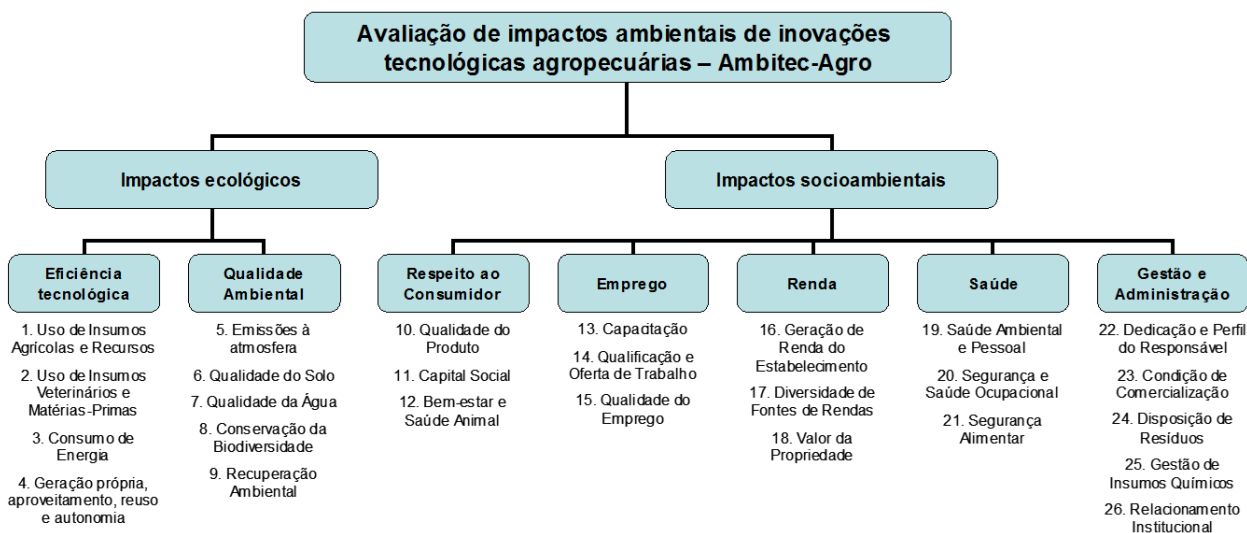 Avaliação de impactos ambientais de inovações
tecnológicas agropecuárias – Ambitec-Agro
Impactos ecológicos
Impactos socioambientais
Eficiência
tecnológica
1. Uso de Insumos
Agrícolas e Recursos
2. Uso de Insumos
Veterinários e
Matérias-Primas
3. Consumo de
Energia
4. Geração própria,
aproveitamento, reuso
e autonomia
Qualidade
Ambiental
5. Emissões à
atmosfera
6. Qualidade do Solo
7. Qualidade da Água
8. Conservação da
Biodiversidade
9. Recuperação
Ambiental
Respeito ao
Consumidor
10. Qualidade do
Produto
11. Capital Social
12. Bem-estar e
Saúde Animal
Emprego
13. Capacitação
14. Qualificação e
Oferta de Trabalho
15. Qualidade do
Emprego
Renda
16. Geração de
Renda do
Estabelecimento
17. Diversidade de
Fontes de Rendas
18. Valor da
Propriedade
Saúde
19. Saúde Ambiental
e Pessoal
20. Segurança e
Saúde Ocupacional
21. Segurança
Alimentar
Gestão e
Administração
22. Dedicação e Perfil
do Responsável
23. Condição de
Comercialização
24. Disposição de
Resíduos
25. Gestão de
Insumos Químicos
26. Relacionamento
Institucional